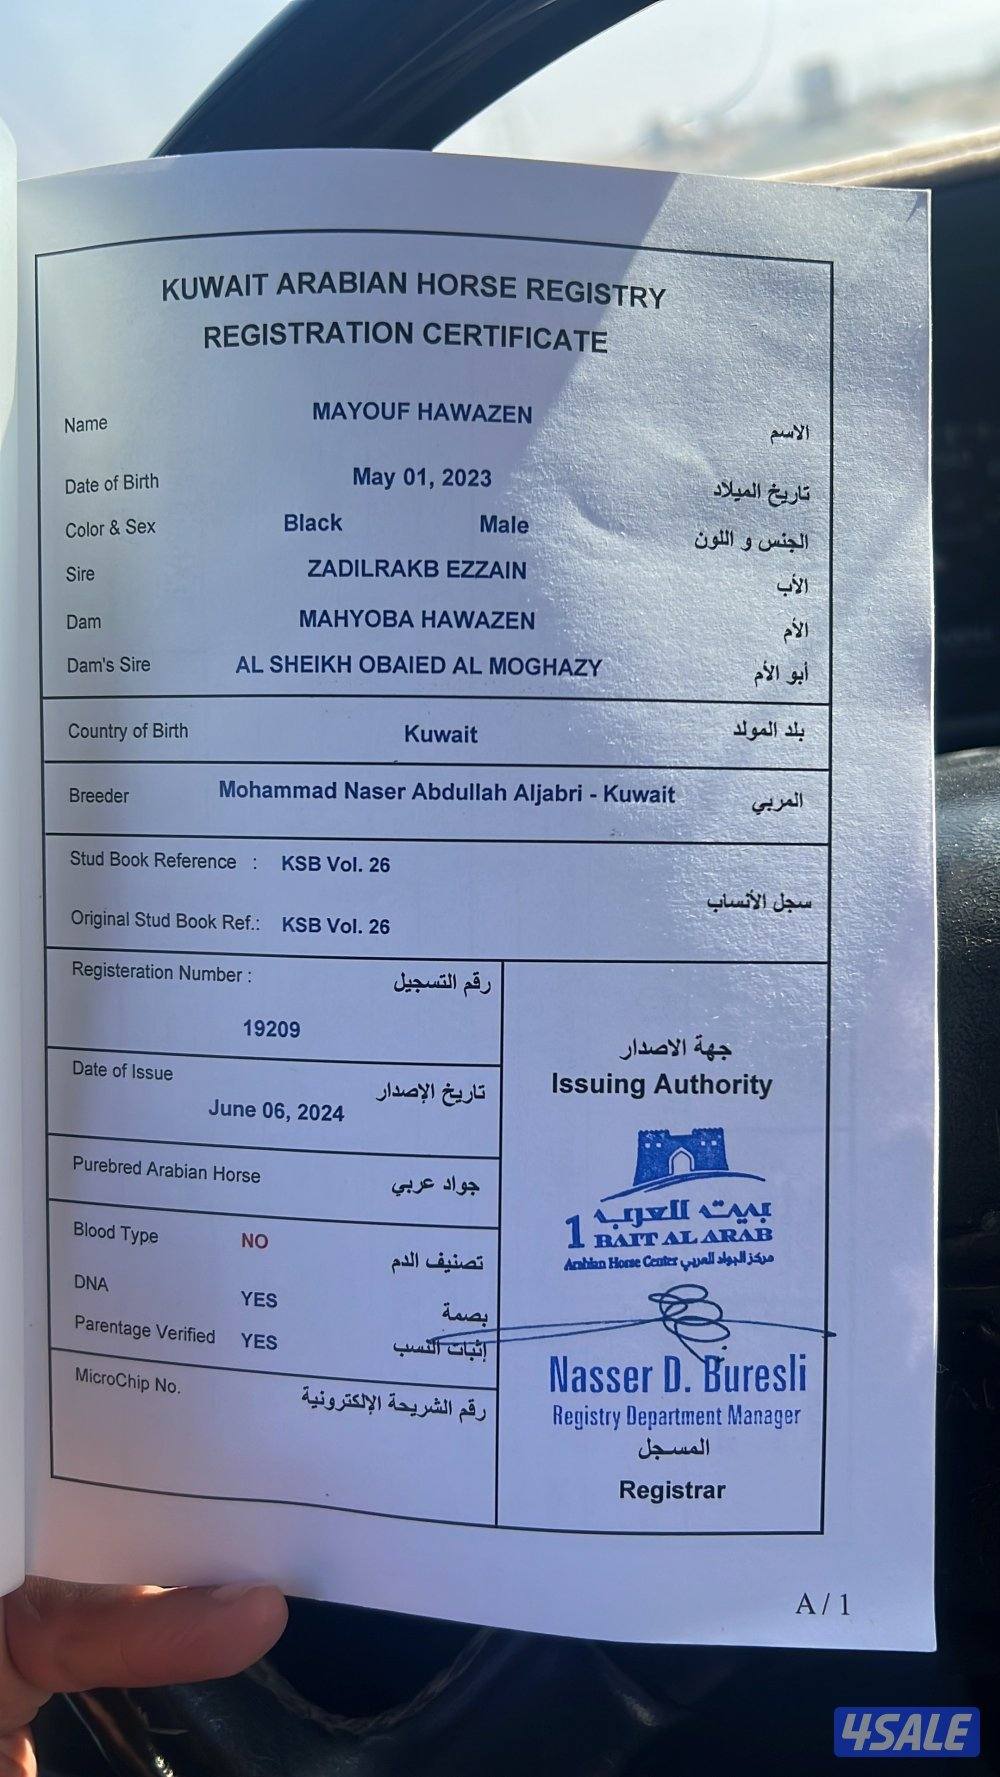 KUWAIT ARABIAN HORSE REGISTRY
REGISTRATION CERTIFICATE
Name MAYOUF HAWAZEN الاسم
Date of Birth May 01, 2023 تاريخ الميلاد
Color & Sex Black Male الجنس و اللون
Sire ZADILRAKB EZZAIN الأب
Dam MAHYOBA HAWAZEN الأم
Dam's Sire AL SHEIKH OBAIED AL MOGHAZY أبو الأم
Country of Birth Kuwait بلد المولد
Breeder Mohammad Naser Abdullah Aljabri - Kuwait المربي
Stud Book Reference : KSB Vol. 26
سجل الأنساب
Original Stud Book Ref.: KSB Vol. 26
Registeration Number : رقم التسجيل
19209
Date of Issue تاريخ الإصدار
June 06, 2024
Purebred Arabian Horse جواد عربي
Blood Type NO تصنيف الدم
DNA YES بصمة
Parentage Verified YES إثبات النسب
MicroChip No. رقم الشريحة الإلكترونية
جهة الاصدار
Issuing Authority
بيت العرب
1 BAIT AL ARAB
Arabian Horse Center مركز الجواد العربي
Nasser D. Buresli
Registry Department Manager
المسجل
Registrar
A / 1
4SALE